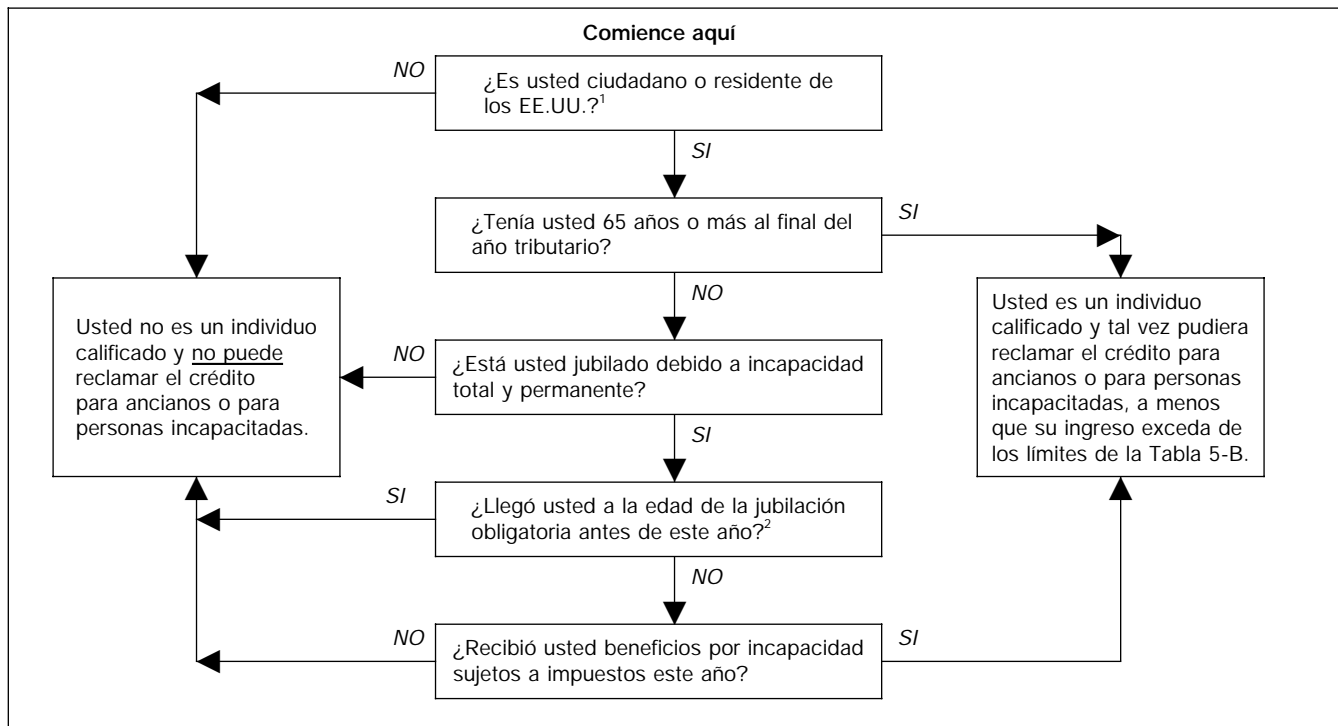 Comience aquí
NO
¿Es usted ciudadano o residente de
los EE.UU.?1
SI
¿Tenía usted 65 años o más al final del
año tributario?
SI
NO
Usted no es un individuo
calificado y no puede
reclamar el crédito
para ancianos o para
personas incapacitadas.
NO
¿Está usted jubilado debido a incapacidad
total y permanente?
Usted es un individuo
calificado y tal vez pudiera
reclamar el crédito para
ancianos o para personas
incapacitadas, a menos
que su ingreso exceda de
los límites de la Tabla 5-B.
SI
SI
¿Llegó usted a la edad de la jubilación
obligatoria antes de este año?2
NO
NO
¿Recibió usted beneficios por incapacidad
sujetos a impuestos este año?
SI